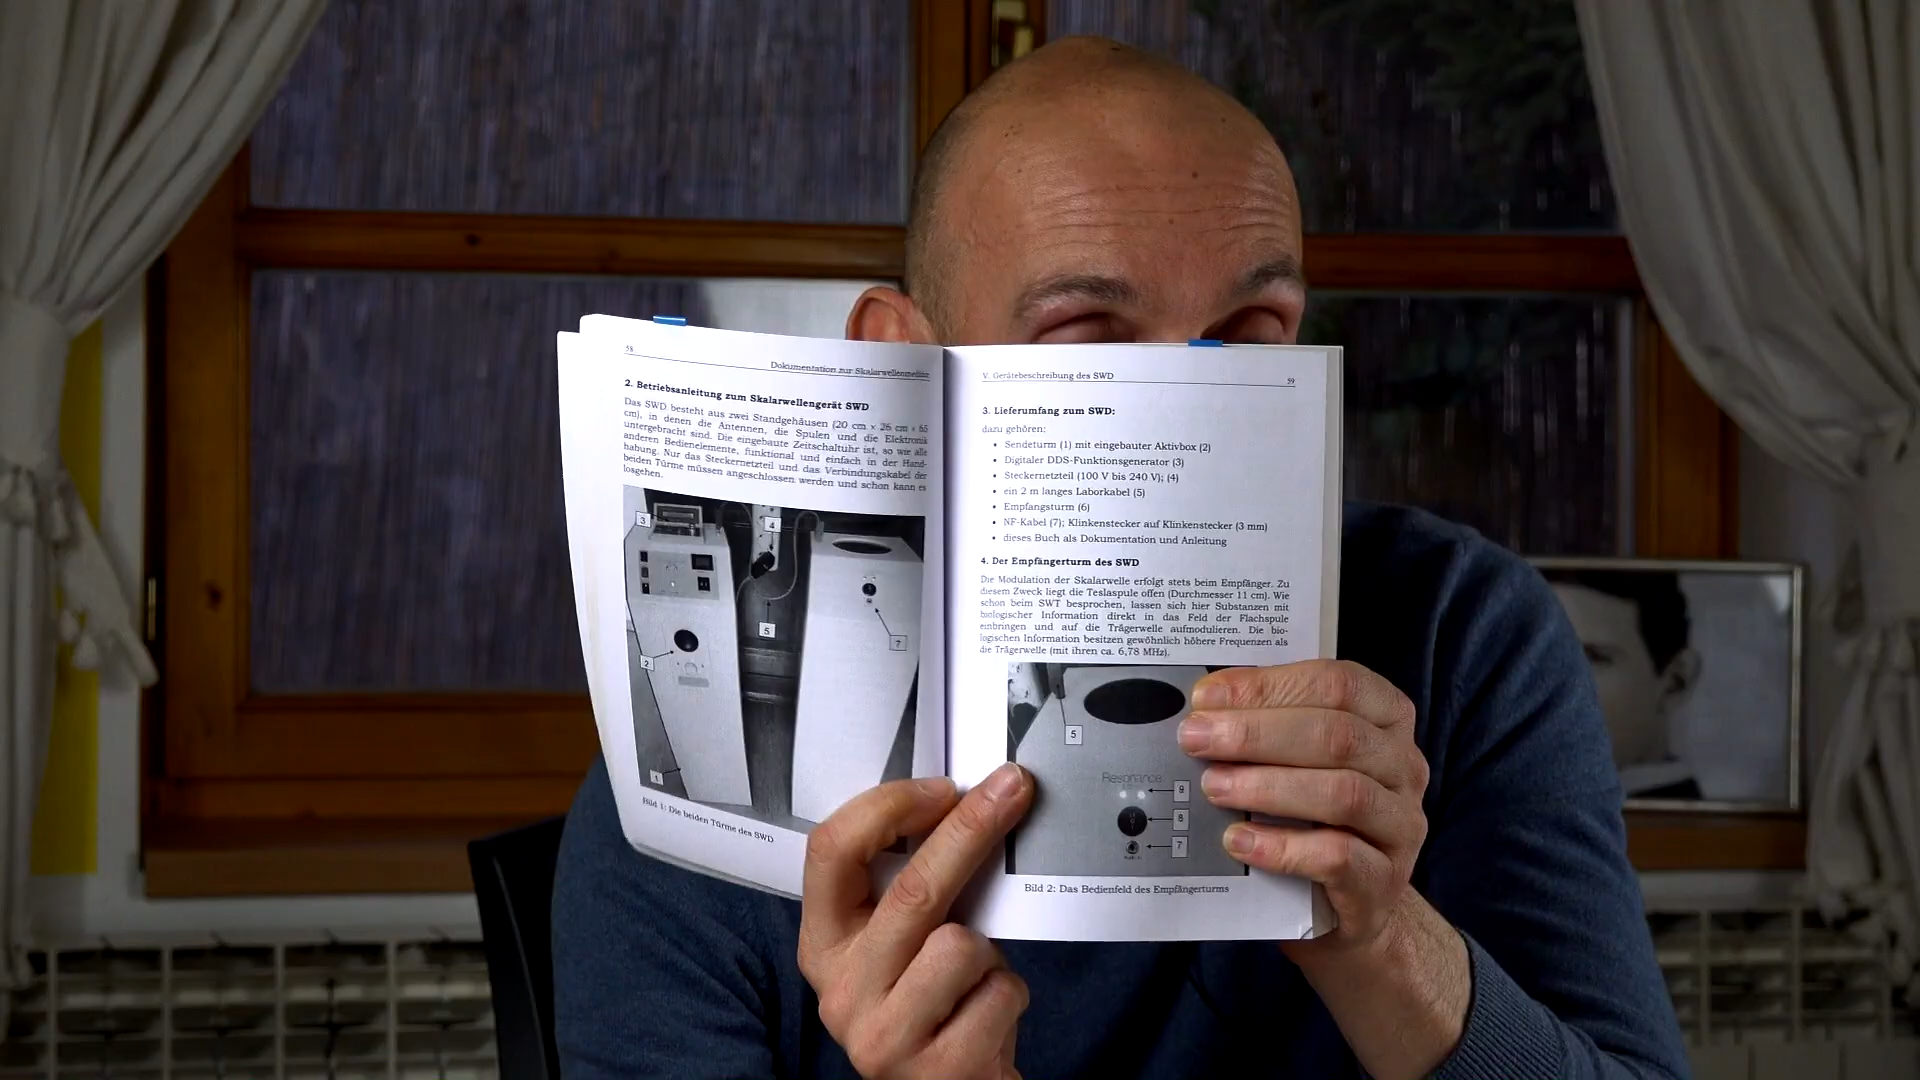 58
Dokumentation zur Skalarwellenmedizin
2. Betriebsanleitung zum Skalarwellengerät SWD
Das SWD besteht aus zwei Standgehäusen (20 cm x 26 cm x 65
cm), in denen die Antennen, die Spulen und die Elektronik
untergebracht sind. Die eingebaute Zeitschaltuhr ist, so wie alle
anderen Bedienelemente, funktional und einfach in der Hand-
habung. Nur das Steckernetzteil und das Verbindungskabel der
beiden Türme müssen angeschlossen werden und schon kann es
losgehen.
3
4
5
7
2
1
Bild 1: Die beiden Türme des SWD
V. Gerätebeschreibung des SWD
59
3. Lieferumfang zum SWD:
dazu gehören:
• Sendeturm (1) mit eingebauter Aktivbox (2)
• Digitaler DDS-Funktionsgenerator (3)
• Steckernetzteil (100 V bis 240 V); (4)
• ein 2 m langes Laborkabel (5)
• Empfangsturm (6)
• NF-Kabel (7); Klinkenstecker auf Klinkenstecker (3 mm)
• dieses Buch als Dokumentation und Anleitung
4. Der Empfängerturm des SWD
Die Modulation der Skalarwelle erfolgt stets beim Empfänger. Zu
diesem Zweck liegt die Teslaspule offen (Durchmesser 11 cm). Wie
schon beim SWT besprochen, lassen sich hier Substanzen mit
biologischer Information direkt in das Feld der Flachspule
einbringen und auf die Trägerwelle aufmodulieren. Die bio-
logischen Information besitzen gewöhnlich höhere Frequenzen als
die Trägerwelle (mit ihren ca. 6,78 MHz).
5
Resonance
9
8
7
Bild 2: Das Bedienfeld des Empfängerturms